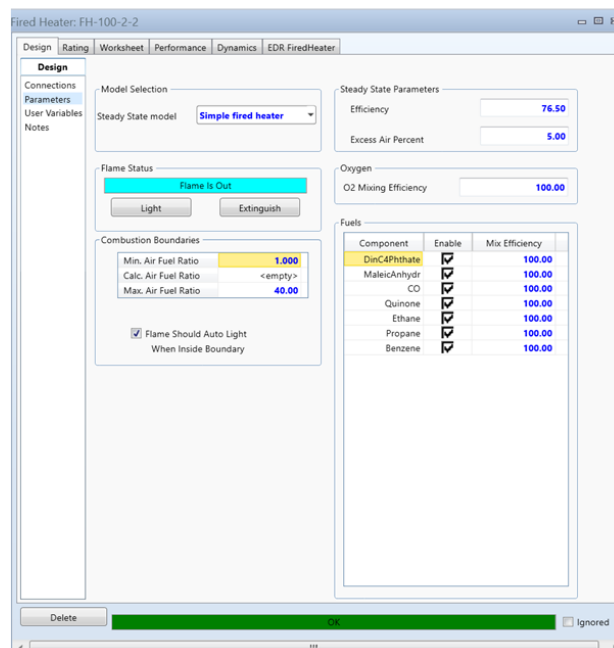 Fired Heater: FH-100-2-2
Design Rating Worksheet Performance Dynamics EDR FiredHeater
Design
Connections
Parameters
User Variables
Notes
Model Selection
Steady State model Simple fired heater
Flame Status
Flame Is Out
Light Extinguish
Combustion Boundaries
Min. Air Fuel Ratio 1.000
Calc. Air Fuel Ratio <empty>
Max. Air Fuel Ratio 40.00
Flame Should Auto Light
When Inside Boundary
Steady State Parameters
Efficiency 76.50
Excess Air Percent 5.00
Oxygen
O2 Mixing Efficiency 100.00
Fuels
Component Enable Mix Efficiency
DinC4Phthate 100.00
MaleicAnhydr 100.00
CO 100.00
Quinone 100.00
Ethane 100.00
Propane 100.00
Benzene 100.00
Delete OK Ignored